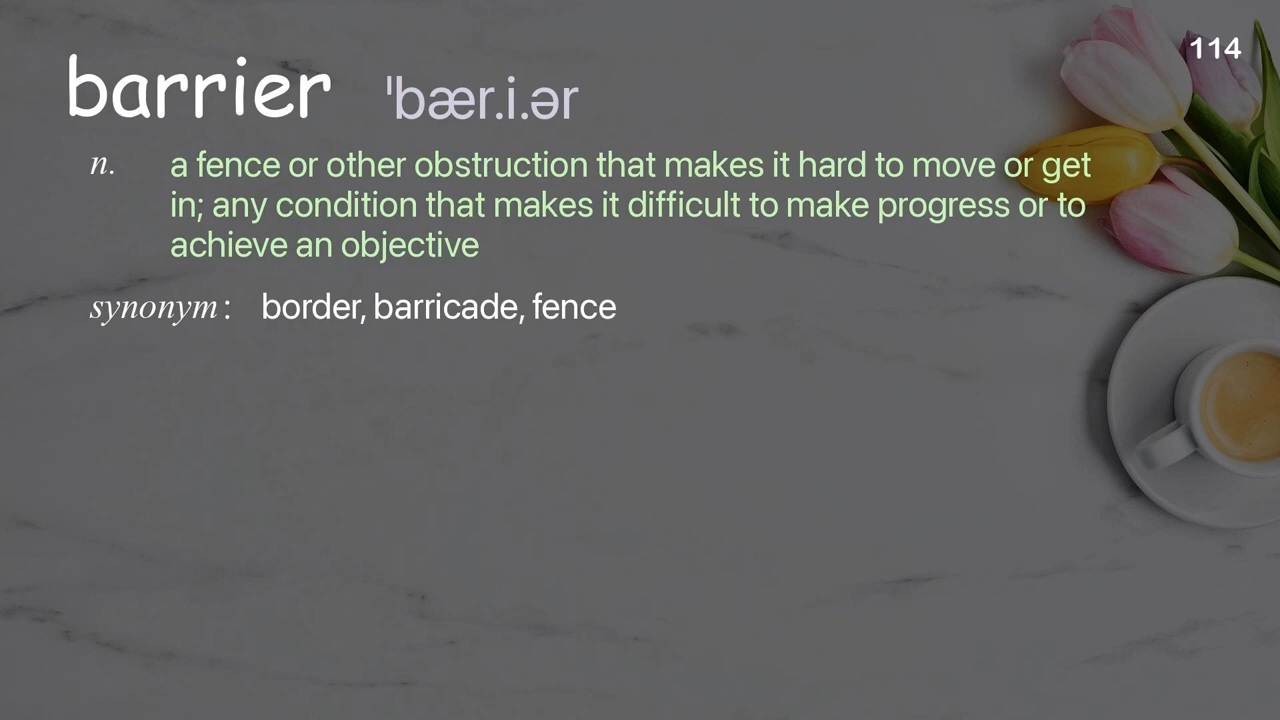 114
barrier ˈbær.i.ər
n. a fence or other obstruction that makes it hard to move or get
in; any condition that makes it difficult to make progress or to
achieve an objective
synonym: border, barricade, fence